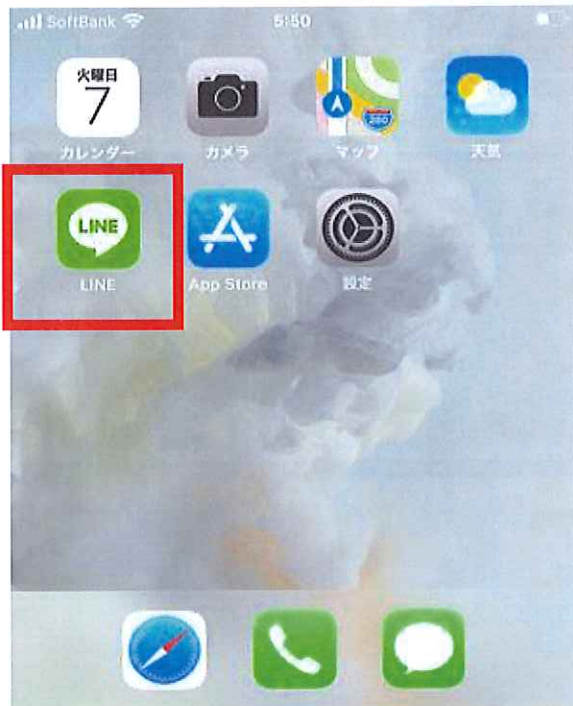 SoftBank 5:50
火曜日
7
280
カレンダー カメラ マップ 天気
LINE
LINE App Store 設定